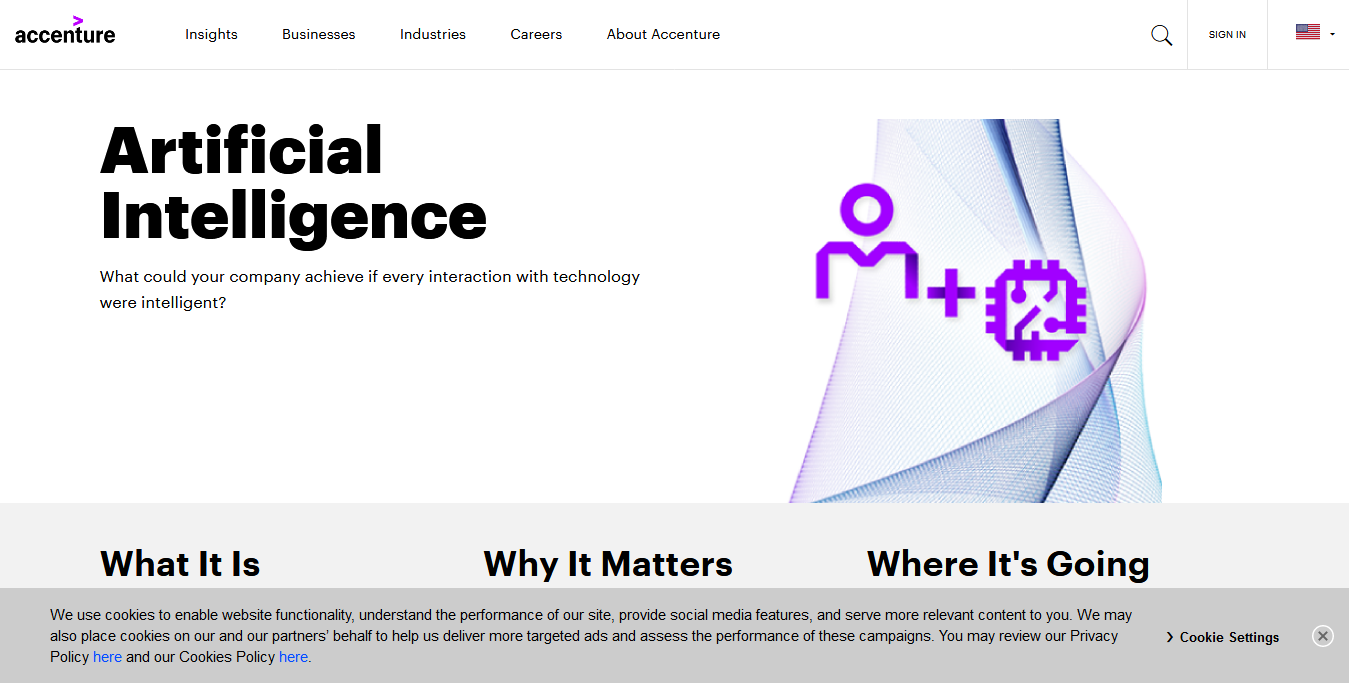 accenture
Insights
Businesses
Industries
Careers
About Accenture
SIGN IN
Artificial
Intelligence
What could your company achieve if every interaction with technology
were intelligent?
What It Is
Why It Matters
Where It's Going
We use cookies to enable website functionality, understand the performance of our site, provide social media features, and serve more relevant content to you. We may
also place cookies on our and our partners’ behalf to help us deliver more targeted ads and assess the performance of these campaigns. You may review our Privacy
Policy here and our Cookies Policy here.
Cookie Settings